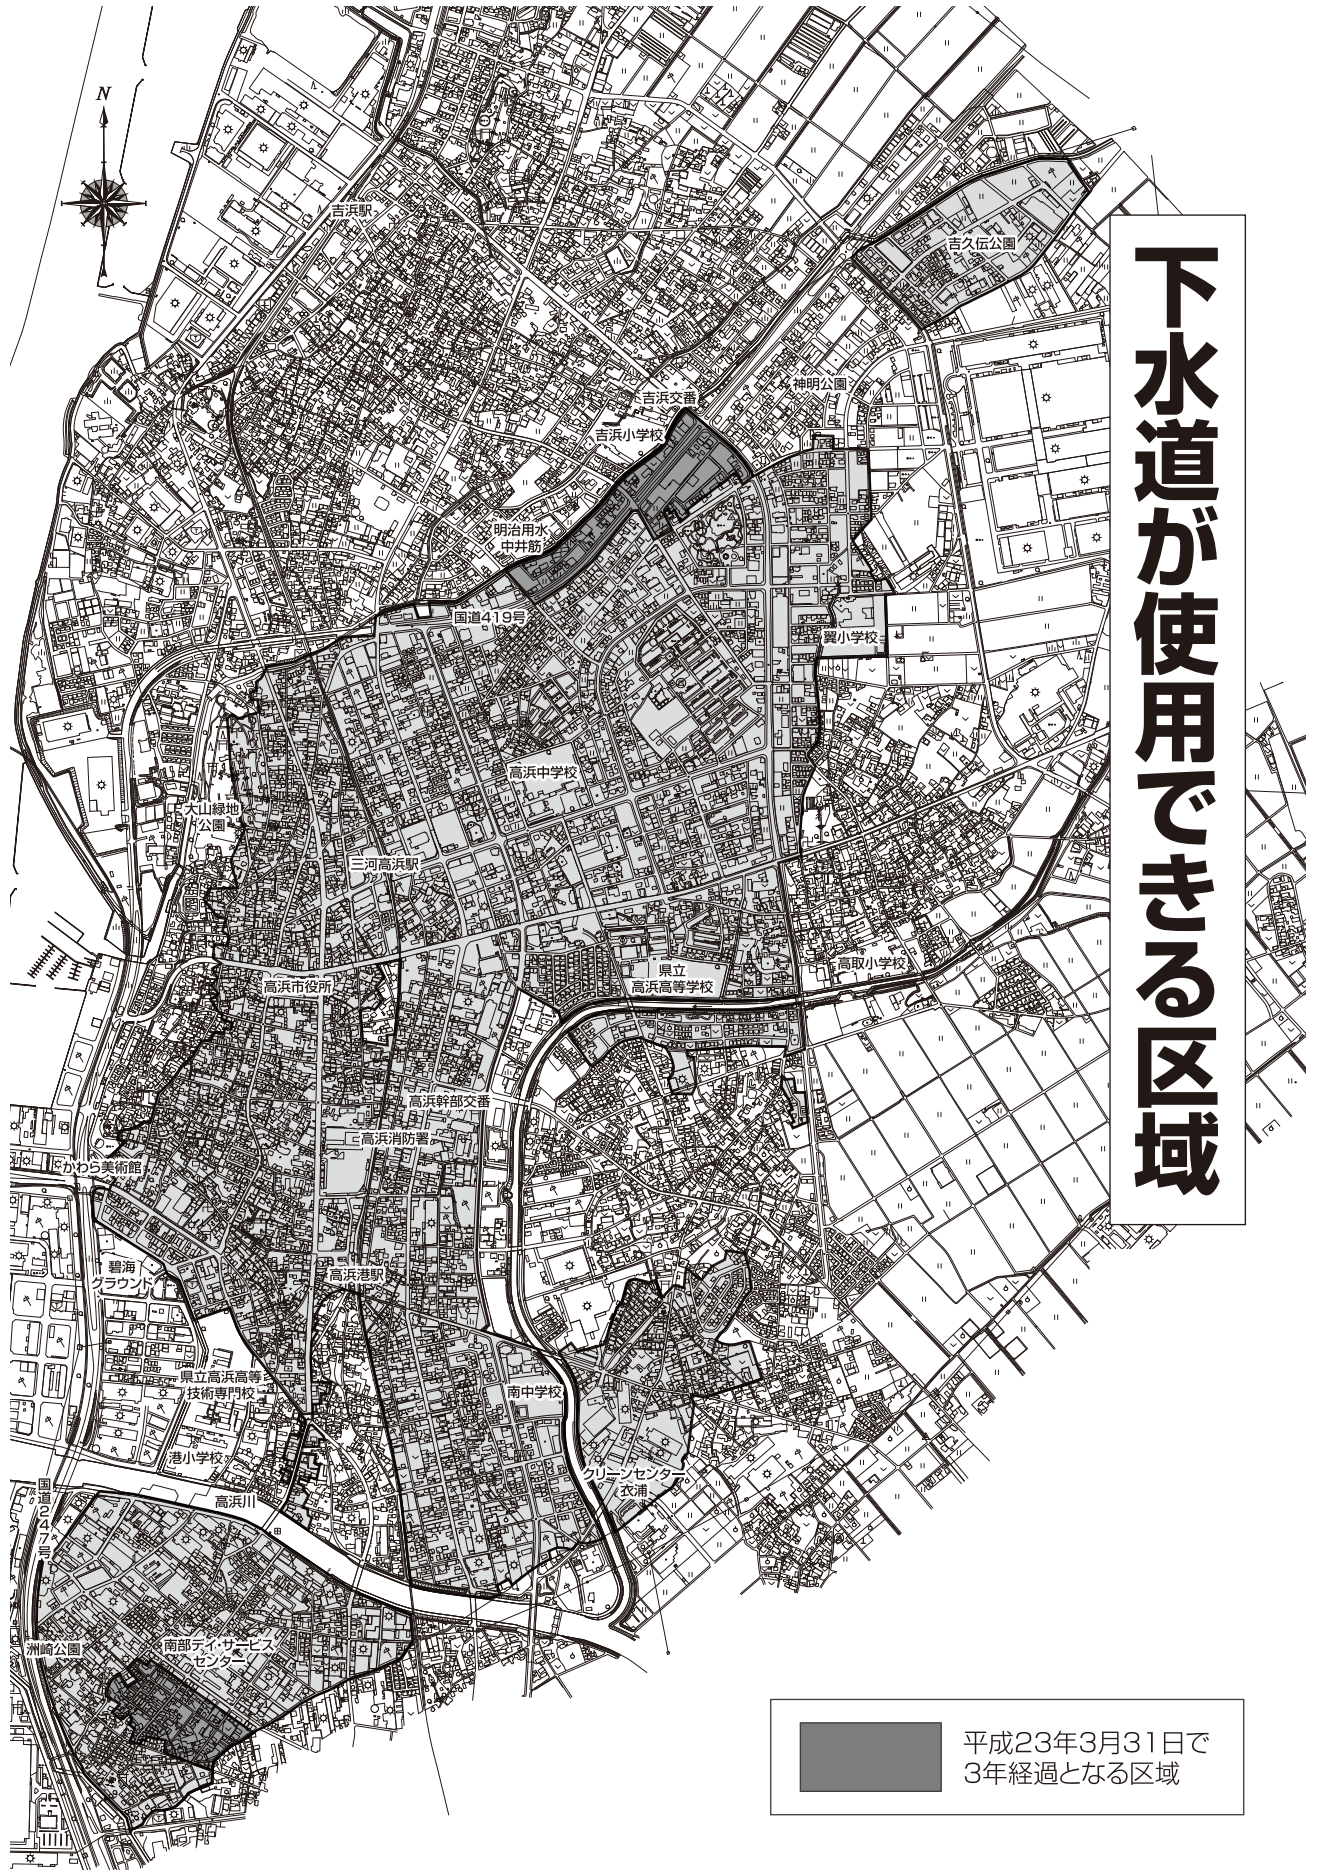 下水道が使用できる区域
N
吉浜駅
吉久伝公園
神明公園
吉浜交番
吉浜小学校
明治用水
中井筋
国道419号
翼小学校
高浜中学校
大山緑地
公園
三河高浜駅
高取小学校
県立
高浜高等学校
高浜市役所
高浜幹部交番
高浜消防署
かわら美術館
碧海
グラウンド
高浜港駅
県立高浜高等
技術専門校
南中学校
港小学校
クリーンセンター
衣浦
高浜川
国道247号
洲崎公園
南部デイ・サービス
センター
平成23年3月31日で
3年経過となる区域